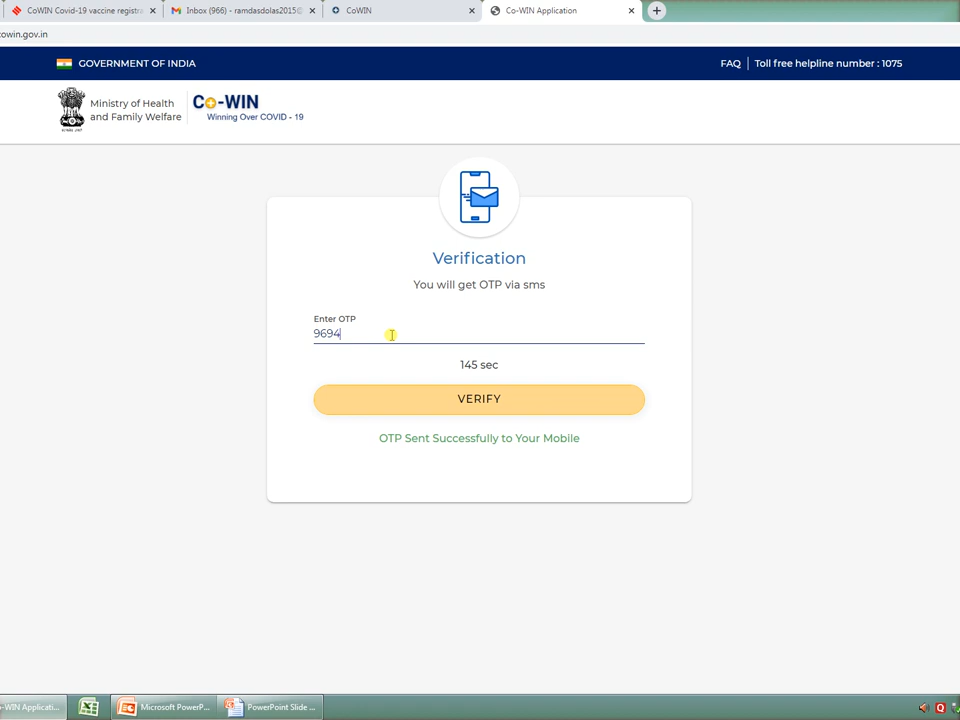 CoWIN Covid-19 vaccine registra
Inbox (966) - ramdasdolas2015@
CoWIN
Co-WIN Application
cowin.gov.in
GOVERNMENT OF INDIA
FAQ
Toll free helpline number : 1075
Ministry of Health
and Family Welfare
Co-WIN
Winning Over COVID - 19
Verification
You will get OTP via sms
Enter OTP
9694
145 sec
VERIFY
OTP Sent Successfully to Your Mobile
o-WIN Applicati...
Microsoft PowerP...
PowerPoint Slide ...